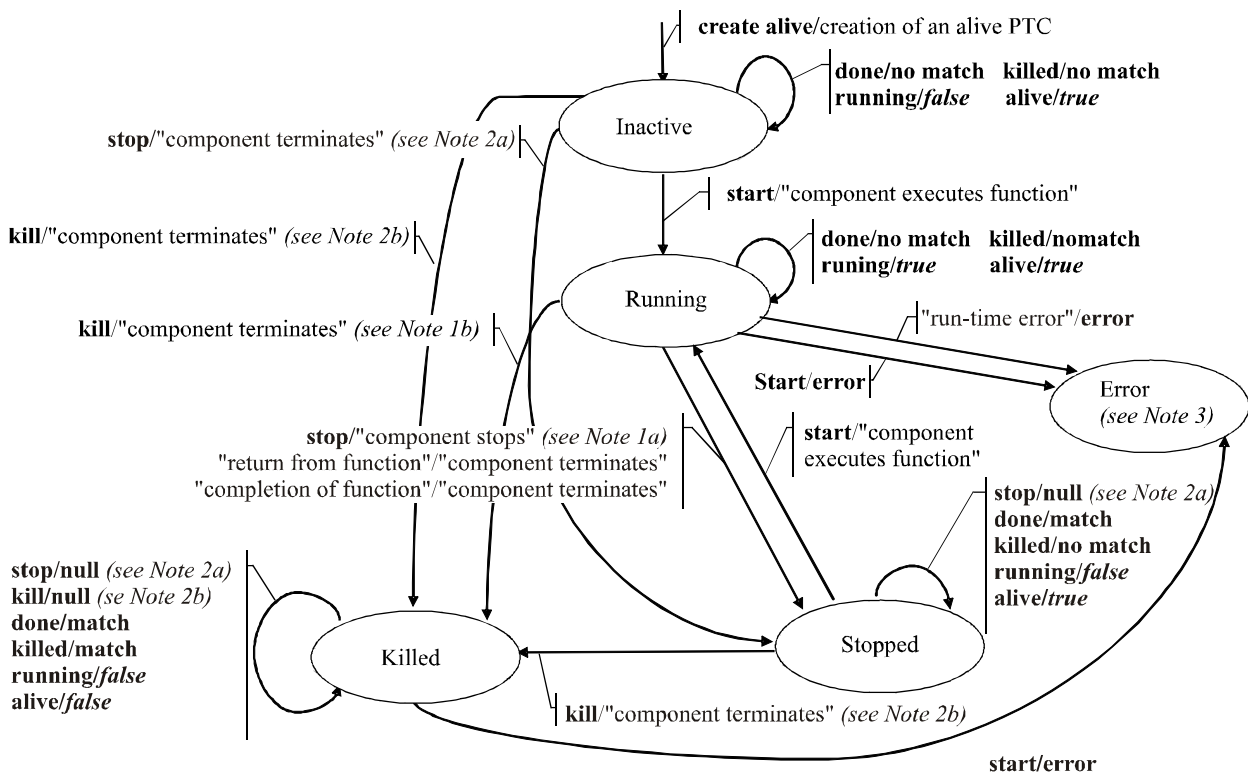 create alive/creation of an alive PTC
done/no match killed/no match
running/false alive/true
Inactive
stop/"component terminates" (see Note 2a)
start/"component executes function"
kill/"component terminates" (see Note 2b)
done/no match killed/nomatch
runing/true alive/true
Running
"run-time error"/error
kill/"component terminates" (see Note 1b)
Start/error
Error
(see Note 3)
stop/"component stops" (see Note 1a)
"return from function"/"component terminates"
"completion of function"/"component terminates"
start/"component
executes function"
stop/null (see Note 2a)
done/match
killed/no match
running/false
alive/true
stop/null (see Note 2a)
kill/null (se Note 2b)
done/match
killed/match
running/false
alive/false
Killed
Stopped
kill/"component terminates" (see Note 2b)
start/error